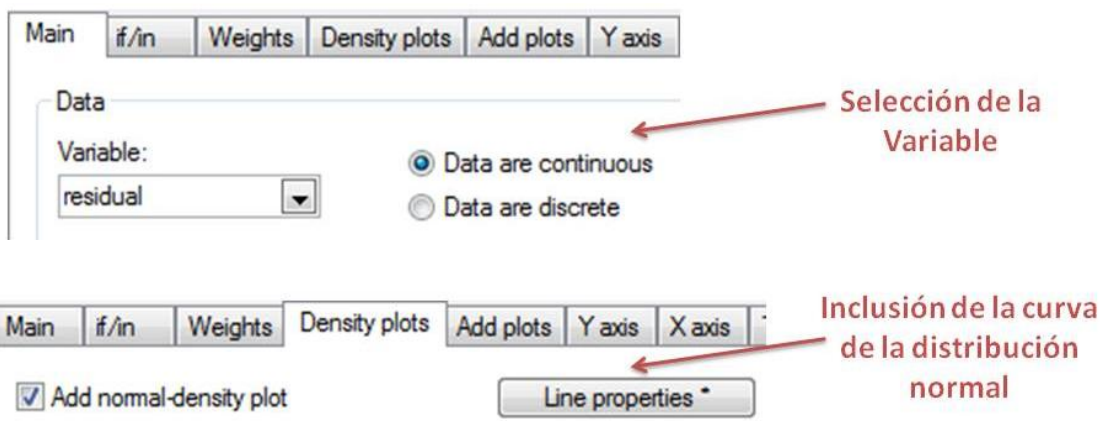 Main if/in Weights Density plots Add plots Y axis
Data
Selección de la
Variable
Variable:
Data are continuous
residual
Data are discrete
Main if/in Weights Density plots Add plots Y axis X axis
Inclusión de la curva
de la distribución
normal
Add normal-density plot
Line properties *